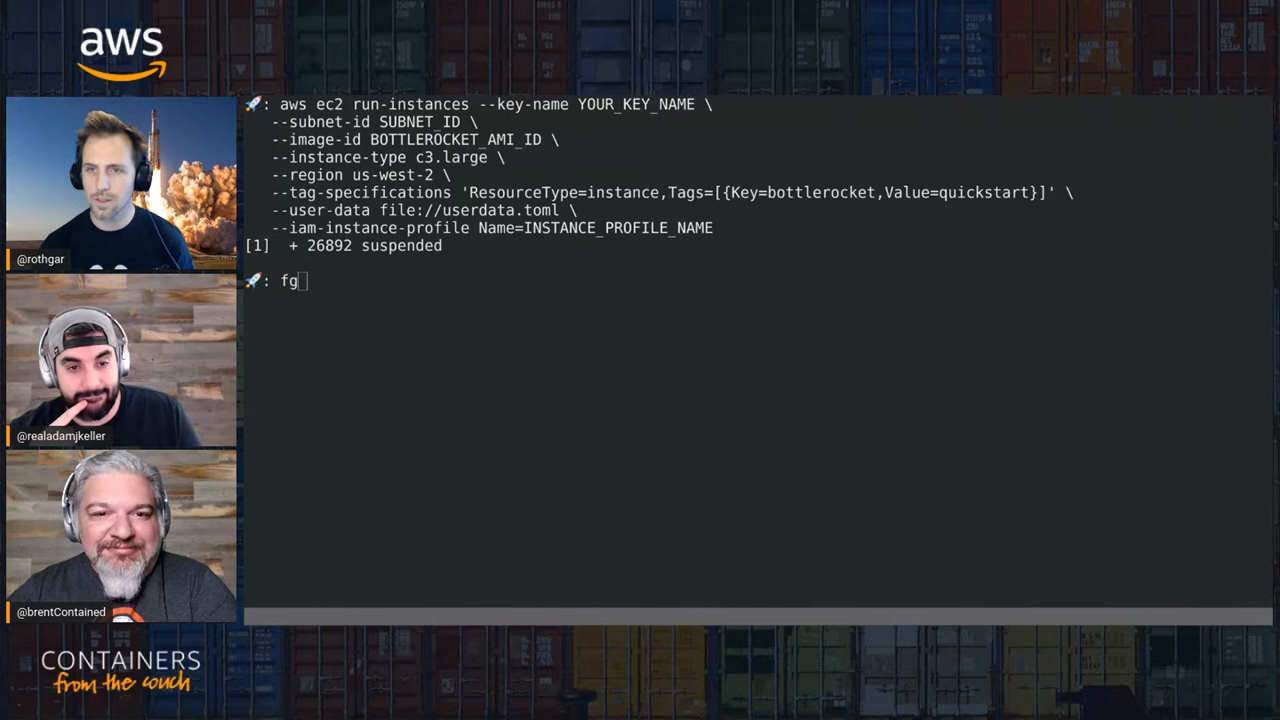 aws
🚀: aws ec2 run-instances --key-name YOUR_KEY_NAME \
--subnet-id SUBNET_ID \
--image-id BOTTLEROCKET_AMI_ID \
--instance-type c3.large \
--region us-west-2 \
--tag-specifications 'ResourceType=instance,Tags=[{Key=bottlerocket,Value=quickstart}]' \
--user-data file://userdata.toml \
--iam-instance-profile Name=INSTANCE_PROFILE_NAME
[1]  + 26892 suspended
🚀: fg
@rothgar
@realadamjkeller
@brentContained
CONTAINERS
from the couch